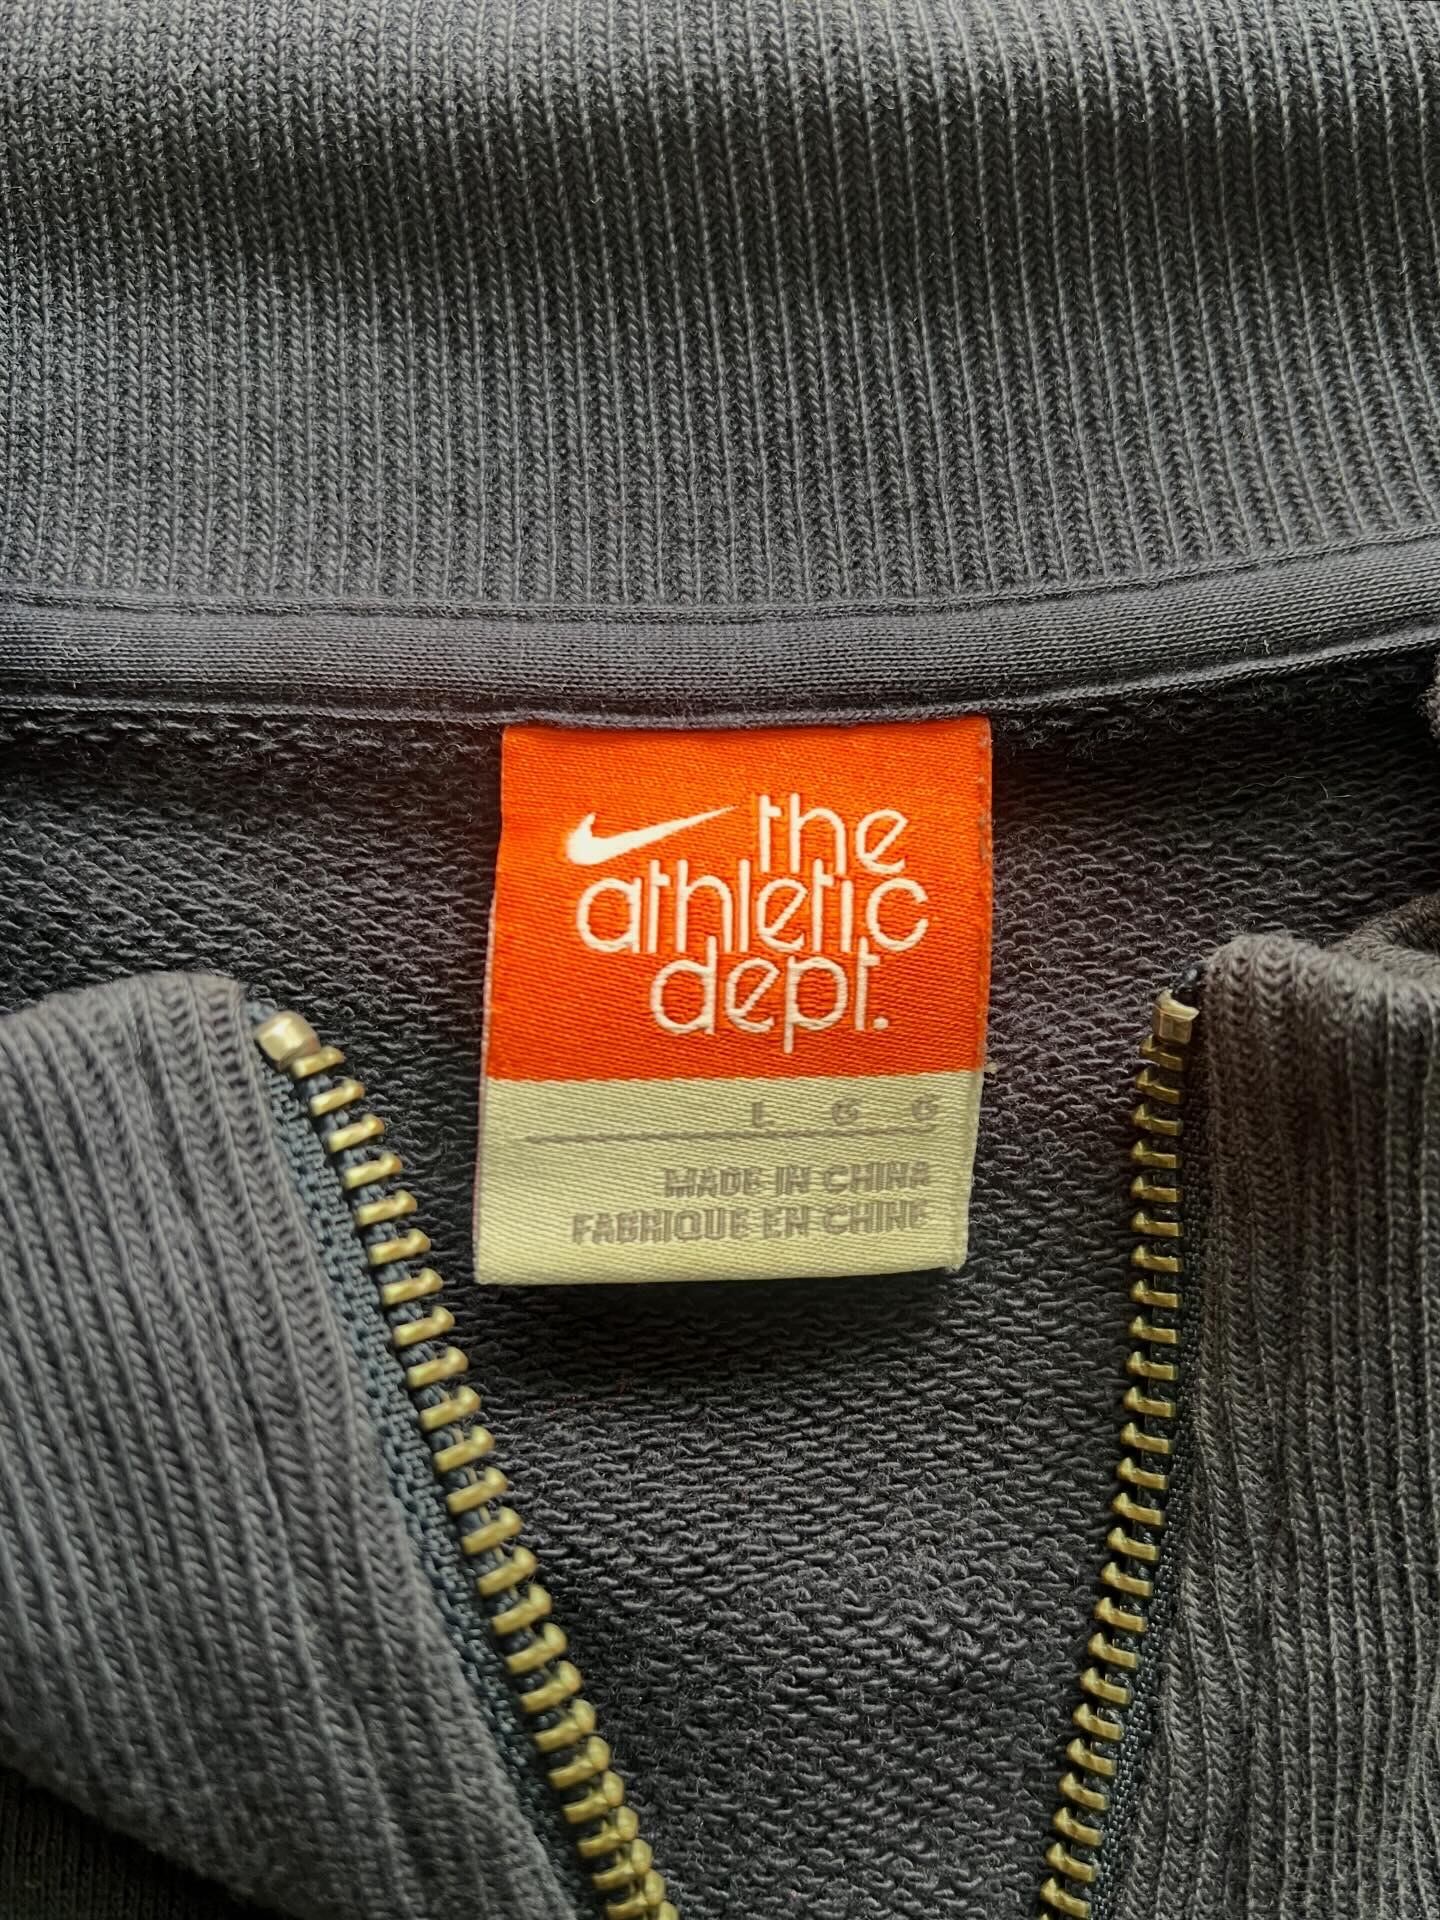 the
athletic
dept.
L G G
MADE IN CHINA
FABRIQUE EN CHINE